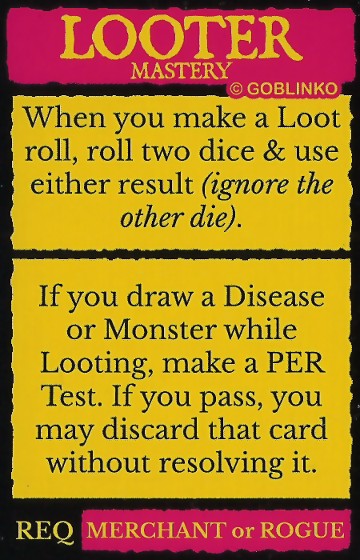 LOOTER
MASTERY
© GOBLINKO
When you make a Loot
roll, roll two dice & use
either result (ignore the
other die).
If you draw a Disease
or Monster while
Looting, make a PER
Test. If you pass, you
may discard that card
without resolving it.
REQ MERCHANT or ROGUE